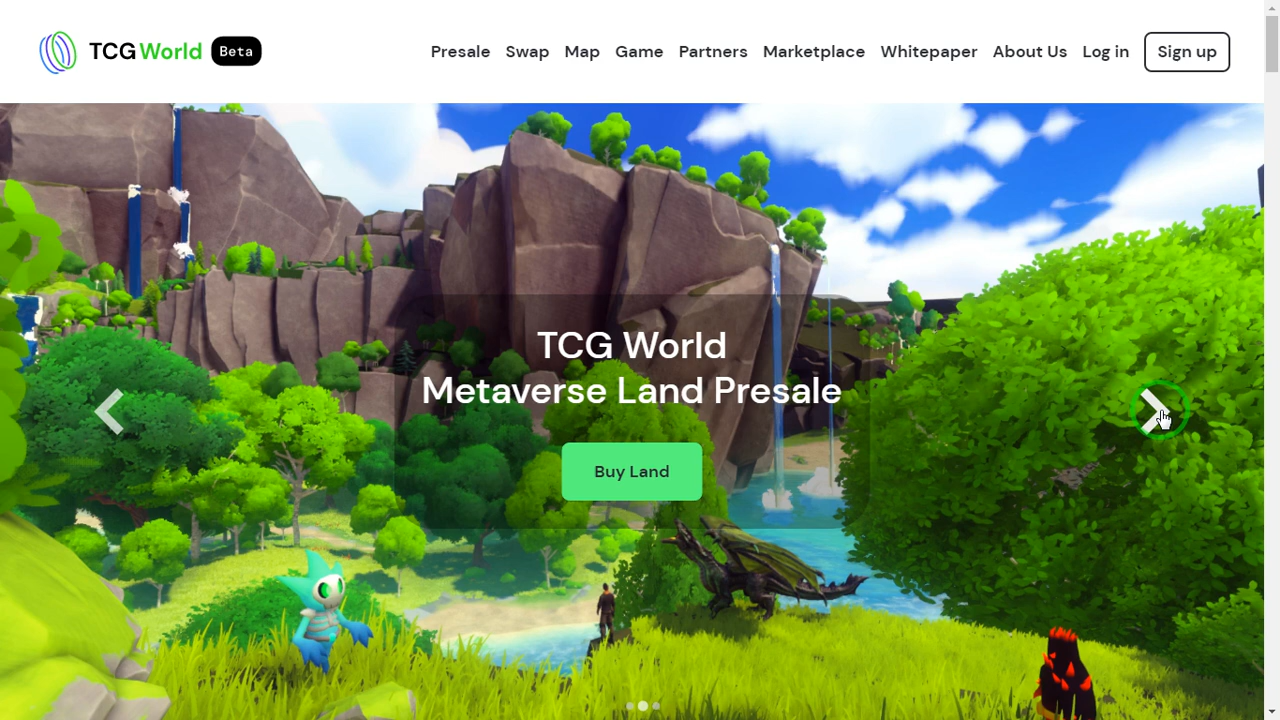 TCG World Beta
Presale Swap Map Game Partners Marketplace Whitepaper About Us Log in Sign up
TCG World
Metaverse Land Presale
Buy Land